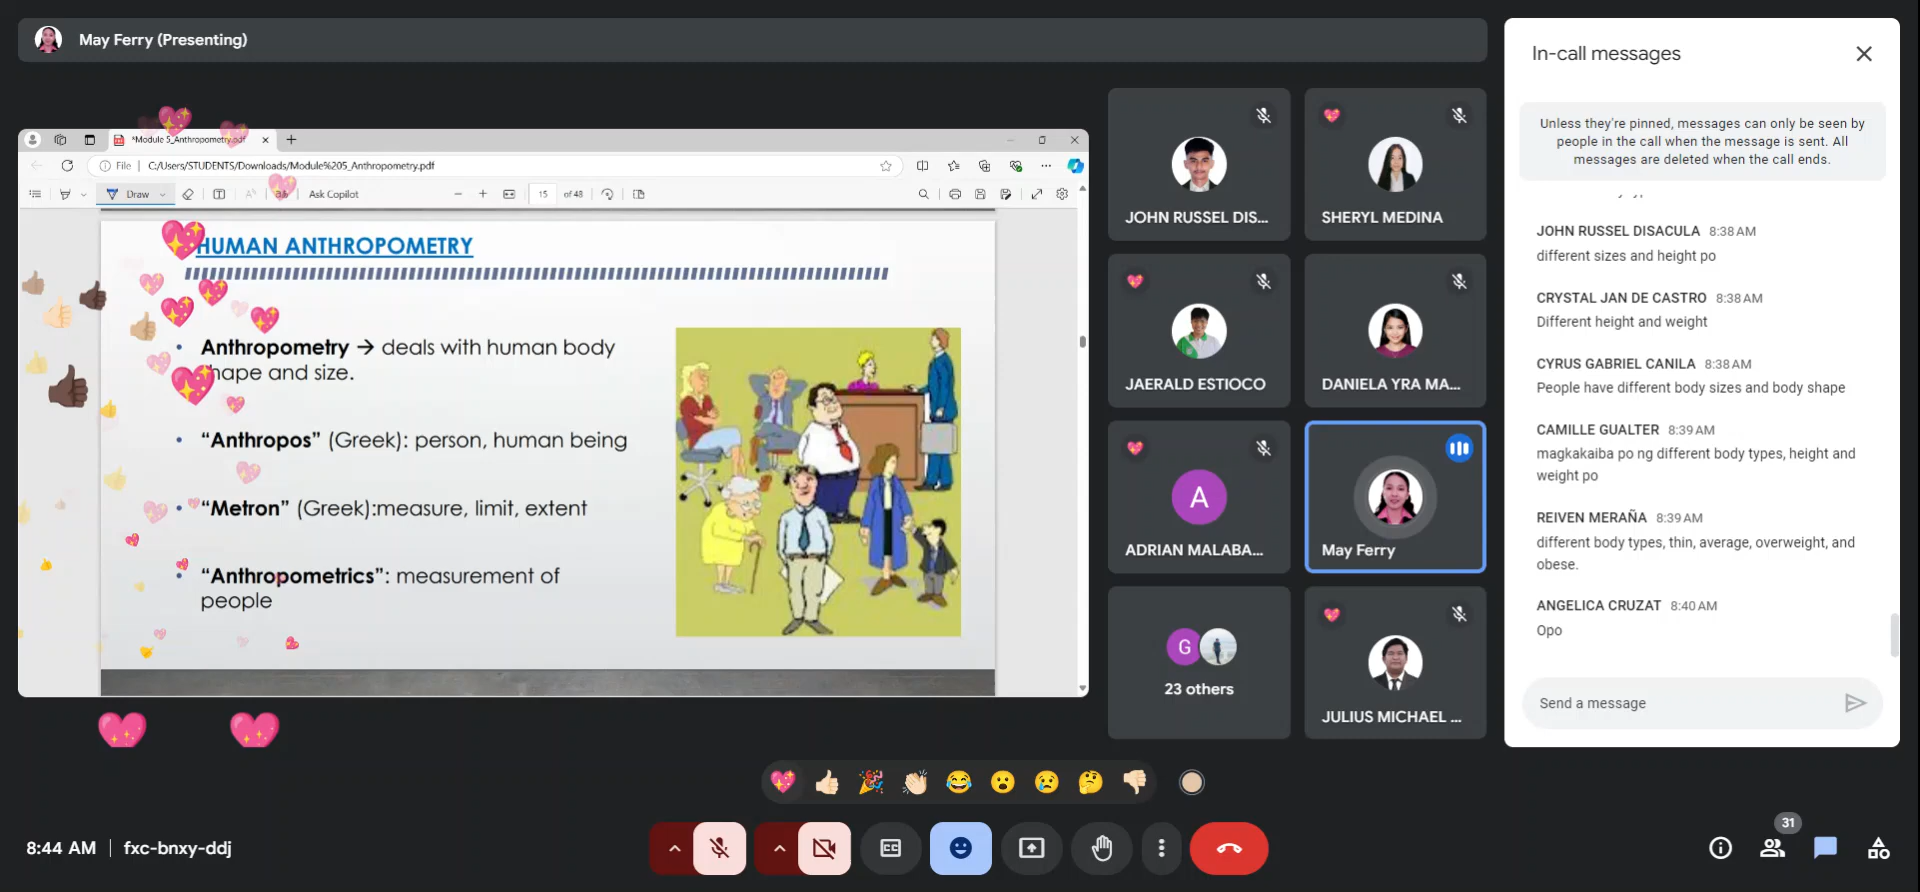 May Ferry (Presenting)
*Module 5_Anthropometry.pdf
File | C:/Users/STUDENTS/Downloads/Module%205_Anthropometry.pdf
Draw
Ask Copilot
15 of 48
HUMAN ANTHROPOMETRY
• Anthropometry → deals with human body
hape and size.
• “Anthropos” (Greek): person, human being
• “Metron” (Greek):measure, limit, extent
• “Anthropometrics”: measurement of
people
JOHN RUSSEL DIS...
SHERYL MEDINA
JAERALD ESTIOCO
DANIELA YRA MA...
A
ADRIAN MALABA...
May Ferry
G
23 others
JULIUS MICHAEL ...
In-call messages
Unless they're pinned, messages can only be seen by
people in the call when the message is sent. All
messages are deleted when the call ends.
JOHN RUSSEL DISACULA 8:38 AM
different sizes and height po
CRYSTAL JAN DE CASTRO 8:38 AM
Different height and weight
CYRUS GABRIEL CANILA 8:38 AM
People have different body sizes and body shape
CAMILLE GUALTER 8:39 AM
magkakaiba po ng different body types, height and
weight po
REIVEN MERAÑA 8:39 AM
different body types, thin, average, overweight, and
obese.
ANGELICA CRUZAT 8:40 AM
Opo
Send a message
8:44 AM | fxc-bnxy-ddj
CC
31